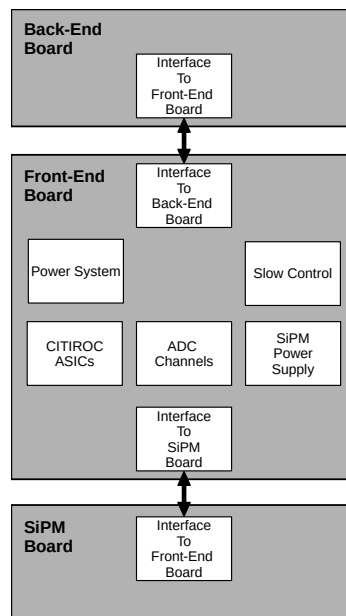 Back-End
Board
Interface
To
Front-End
Board
Front-End
Board
Interface
To
Back-End
Board
Power System
Slow Control
CITIROC
ASICs
ADC
Channels
SiPM
Power
Supply
Interface
To
SiPM
Board
SiPM
Board
Interface
To
Front-End
Board